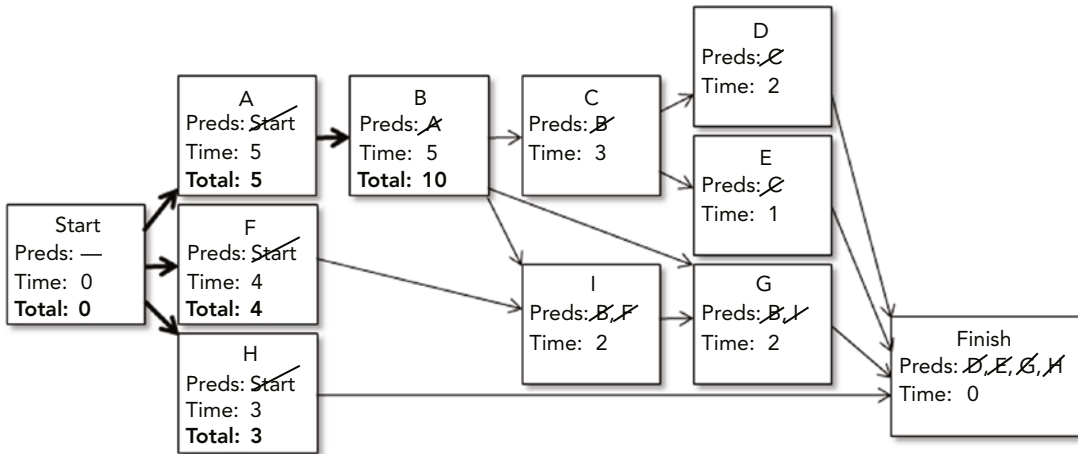 Start
Preds: —
Time: 0
Total: 0
A
Preds: Start
Time: 5
Total: 5
F
Preds: Start
Time: 4
Total: 4
H
Preds: Start
Time: 3
Total: 3
B
Preds: A
Time: 5
Total: 10
C
Preds: B
Time: 3
I
Preds: B, F
Time: 2
D
Preds: C
Time: 2
E
Preds: C
Time: 1
G
Preds: B, I
Time: 2
Finish
Preds: D, E, G, H
Time: 0